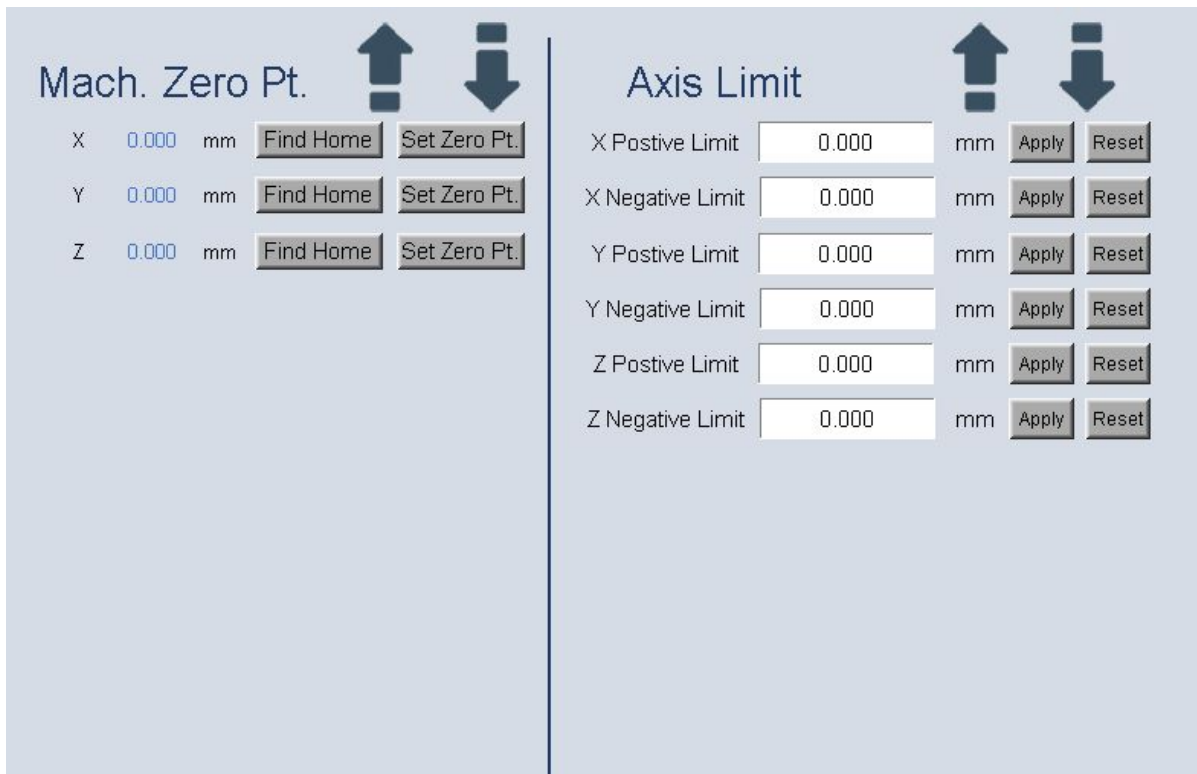 Mach. Zero Pt.
X 0.000 mm Find Home Set Zero Pt.
Y 0.000 mm Find Home Set Zero Pt.
Z 0.000 mm Find Home Set Zero Pt.
Axis Limit
X Postive Limit 0.000 mm Apply Reset
X Negative Limit 0.000 mm Apply Reset
Y Postive Limit 0.000 mm Apply Reset
Y Negative Limit 0.000 mm Apply Reset
Z Postive Limit 0.000 mm Apply Reset
Z Negative Limit 0.000 mm Apply Reset